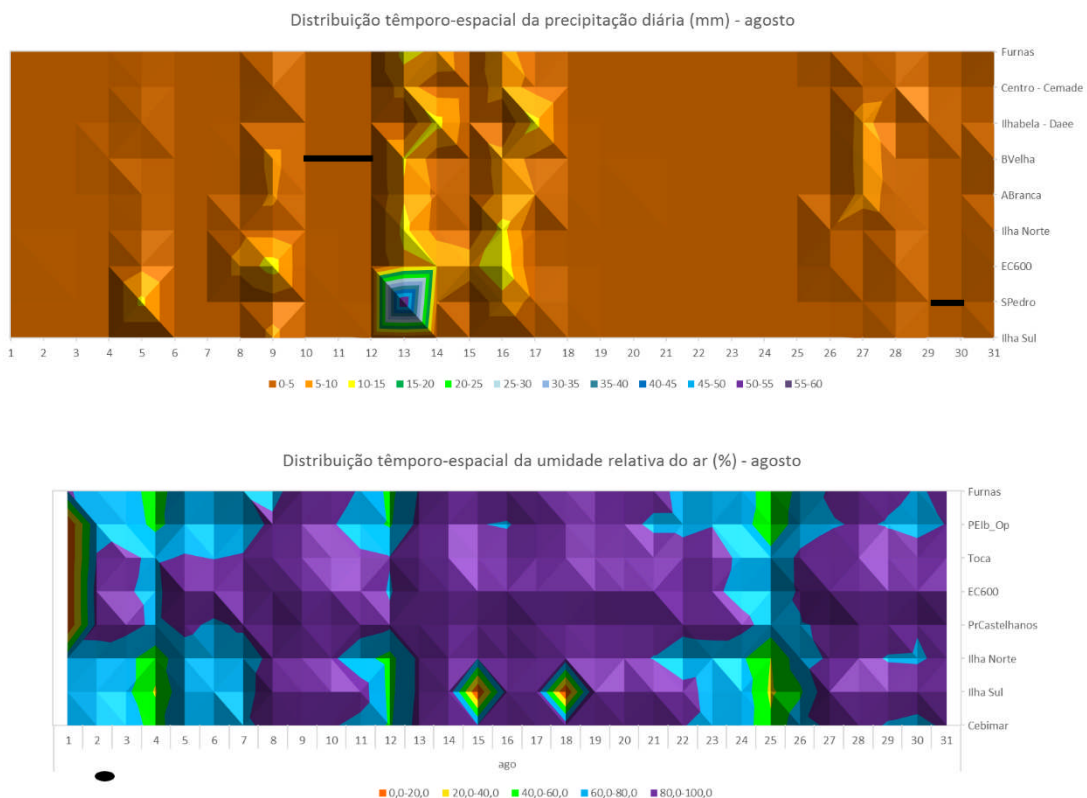 Distribuição têmporo-espacial da precipitação diária (mm) - agosto
Furnas
Centro - Cemade
Ilhabela - Daee
BVelha
ABranca
Ilha Norte
EC600
SPedro
Ilha Sul
1 2 3 4 5 6 7 8 9 10 11 12 13 14 15 16 17 18 19 20 21 22 23 24 25 26 27 28 29 30 31
0-5 5-10 10-15 15-20 20-25 25-30 30-35 35-40 40-45 45-50 50-55 55-60
Distribuição têmporo-espacial da umidade relativa do ar (%) - agosto
Furnas
PEIb_Op
Toca
EC600
PrCastelhanos
Ilha Norte
Ilha Sul
Cebimar
1 2 3 4 5 6 7 8 9 10 11 12 13 14 15 16 17 18 19 20 21 22 23 24 25 26 27 28 29 30 31
ago
0,0-20,0 20,0-40,0 40,0-60,0 60,0-80,0 80,0-100,0